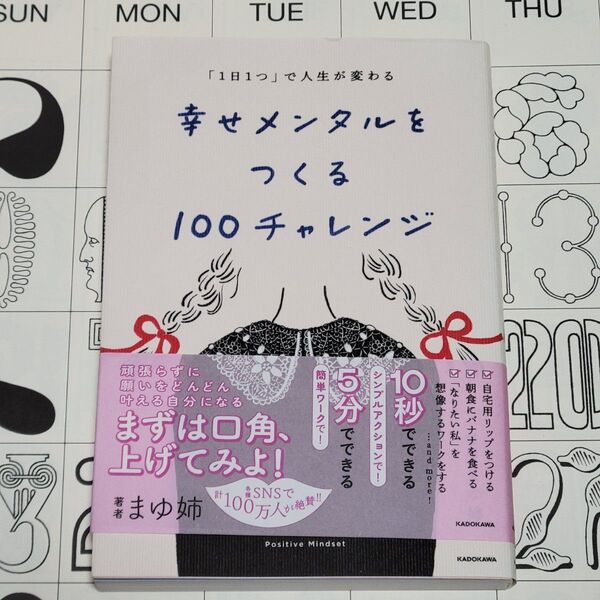 SUN
MON
TUE
WED
THU
「1日1つ」で人生が変わる
幸せメンタルを
つくる
100チャレンジ
頑張らずに
願いをどんどん
叶える自分になる
まずは口角、
上げてみよ!
各種SNSで
計100万人が絶賛!!
著者 まゆ姉
10秒でできる
シンプルアクションで!
5分でできる
簡単ワークで!
自宅用リップをつける
朝食にバナナを食べる
「なりたい私」を
想像するワークをする
…and more!
KADOKAWA
Positive Mindset
KADOKAWA
13